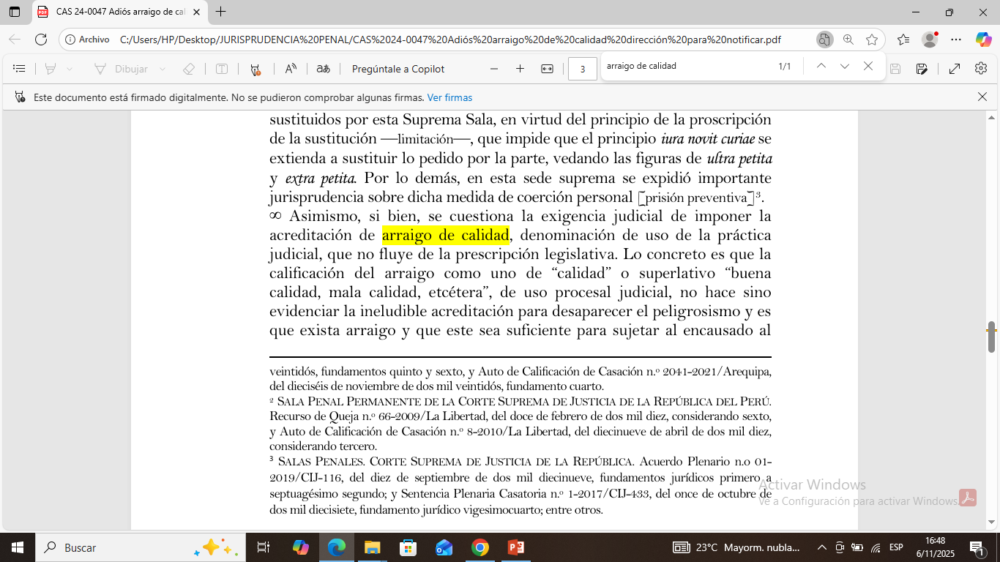 CAS 24-0047 Adiós arraigo de cal
Archivo C:/Users/HP/Desktop/JURISPRUDENCIA%20PENAL/CAS%2024-0047%20Adiós%20arraigo%20de%20calidad%20dirección%20para%20notificar.pdf
Dibujar Pregúntale a Copilot 3 arraigo de calidad 1/1
Este documento está firmado digitalmente. No se pudieron comprobar algunas firmas. Ver firmas
sustituidos por esta Suprema Sala, en virtud del principio de la proscripción
de la sustitución —limitación—, que impide que el principio iura novit curiae se
extienda a sustituir lo pedido por la parte, vedando las figuras de ultra petita
y extra petita. Por lo demás, en esta sede suprema se expidió importante
jurisprudencia sobre dicha medida de coerción personal [prisión preventiva]³.
∞ Asimismo, si bien, se cuestiona la exigencia judicial de imponer la
acreditación de arraigo de calidad, denominación de uso de la práctica
judicial, que no fluye de la prescripción legislativa. Lo concreto es que la
calificación del arraigo como uno de “calidad” o superlativo “buena
calidad, mala calidad, etcétera”, de uso procesal judicial, no hace sino
evidenciar la ineludible acreditación para desaparecer el peligrosismo y es
que exista arraigo y que este sea suficiente para sujetar al encausado al
veintidós, fundamentos quinto y sexto, y Auto de Calificación de Casación n.º 2041-2021/Arequipa,
del dieciséis de noviembre de dos mil veintidós, fundamento cuarto.
² SALA PENAL PERMANENTE DE LA CORTE SUPREMA DE JUSTICIA DE LA REPÚBLICA DEL PERÚ.
Recurso de Queja n.º 66-2009/La Libertad, del doce de febrero de dos mil diez, considerando sexto,
y Auto de Calificación de Casación n.º 8-2010/La Libertad, del diecinueve de abril de dos mil diez,
considerando tercero.
³ SALAS PENALES. CORTE SUPREMA DE JUSTICIA DE LA REPÚBLICA. Acuerdo Plenario n.o 01-
2019/CIJ-116, del diez de septiembre de dos mil diecinueve, fundamentos jurídicos primero a
septuagésimo segundo; y Sentencia Plenaria Casatoria n.º 1-2017/CIJ-433, del once de octubre de
dos mil diecisiete, fundamento jurídico vigesimocuarto; entre otros.
Activar Windows
Ve a Configuración para activar Windows.
Buscar 23°C Mayorm. nubla... ESP 16:48
6/11/2025 1